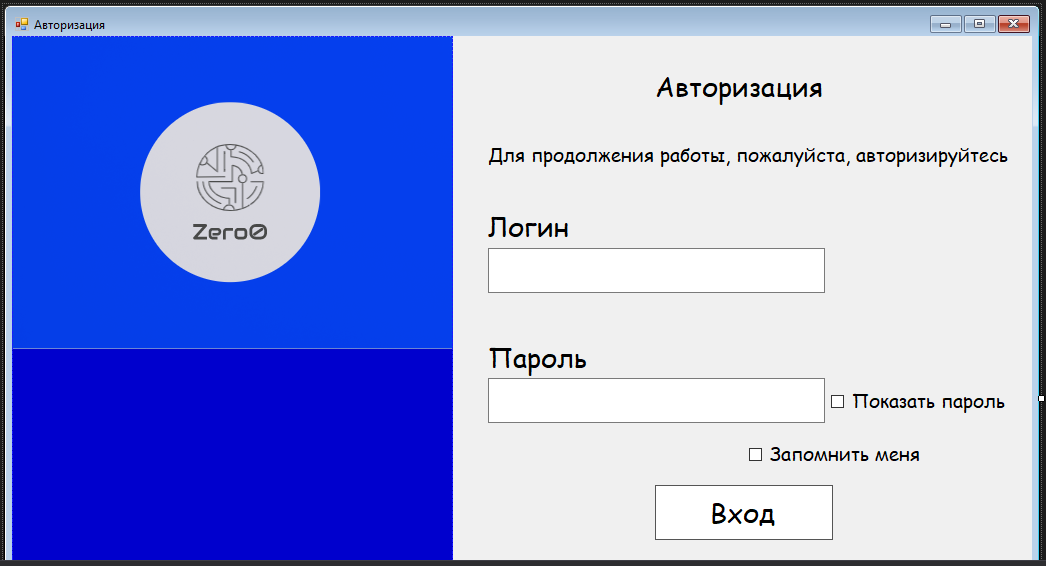 Авторизация
Авторизация
Для продолжения работы, пожалуйста, авторизируйтесь
Zero0
Логин
Пароль
Показать пароль
Запомнить меня
Вход